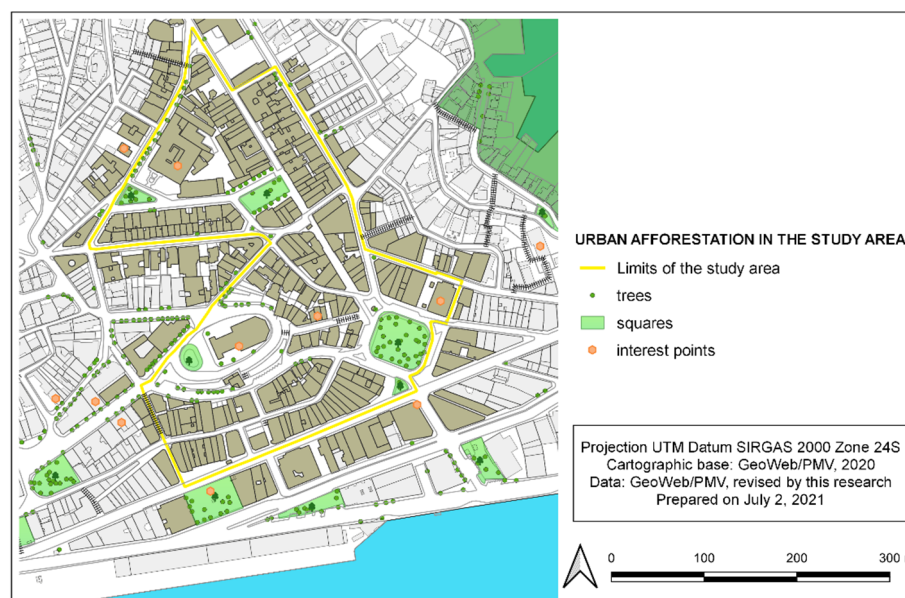 URBAN AFFORESTATION IN THE STUDY AREA
Limits of the study area
trees
squares
interest points
Projection UTM Datum SIRGAS 2000 Zone 24S
Cartographic base: GeoWeb/PMV, 2020
Data: GeoWeb/PMV, revised by this research
Prepared on July 2, 2021
0 100 200 300